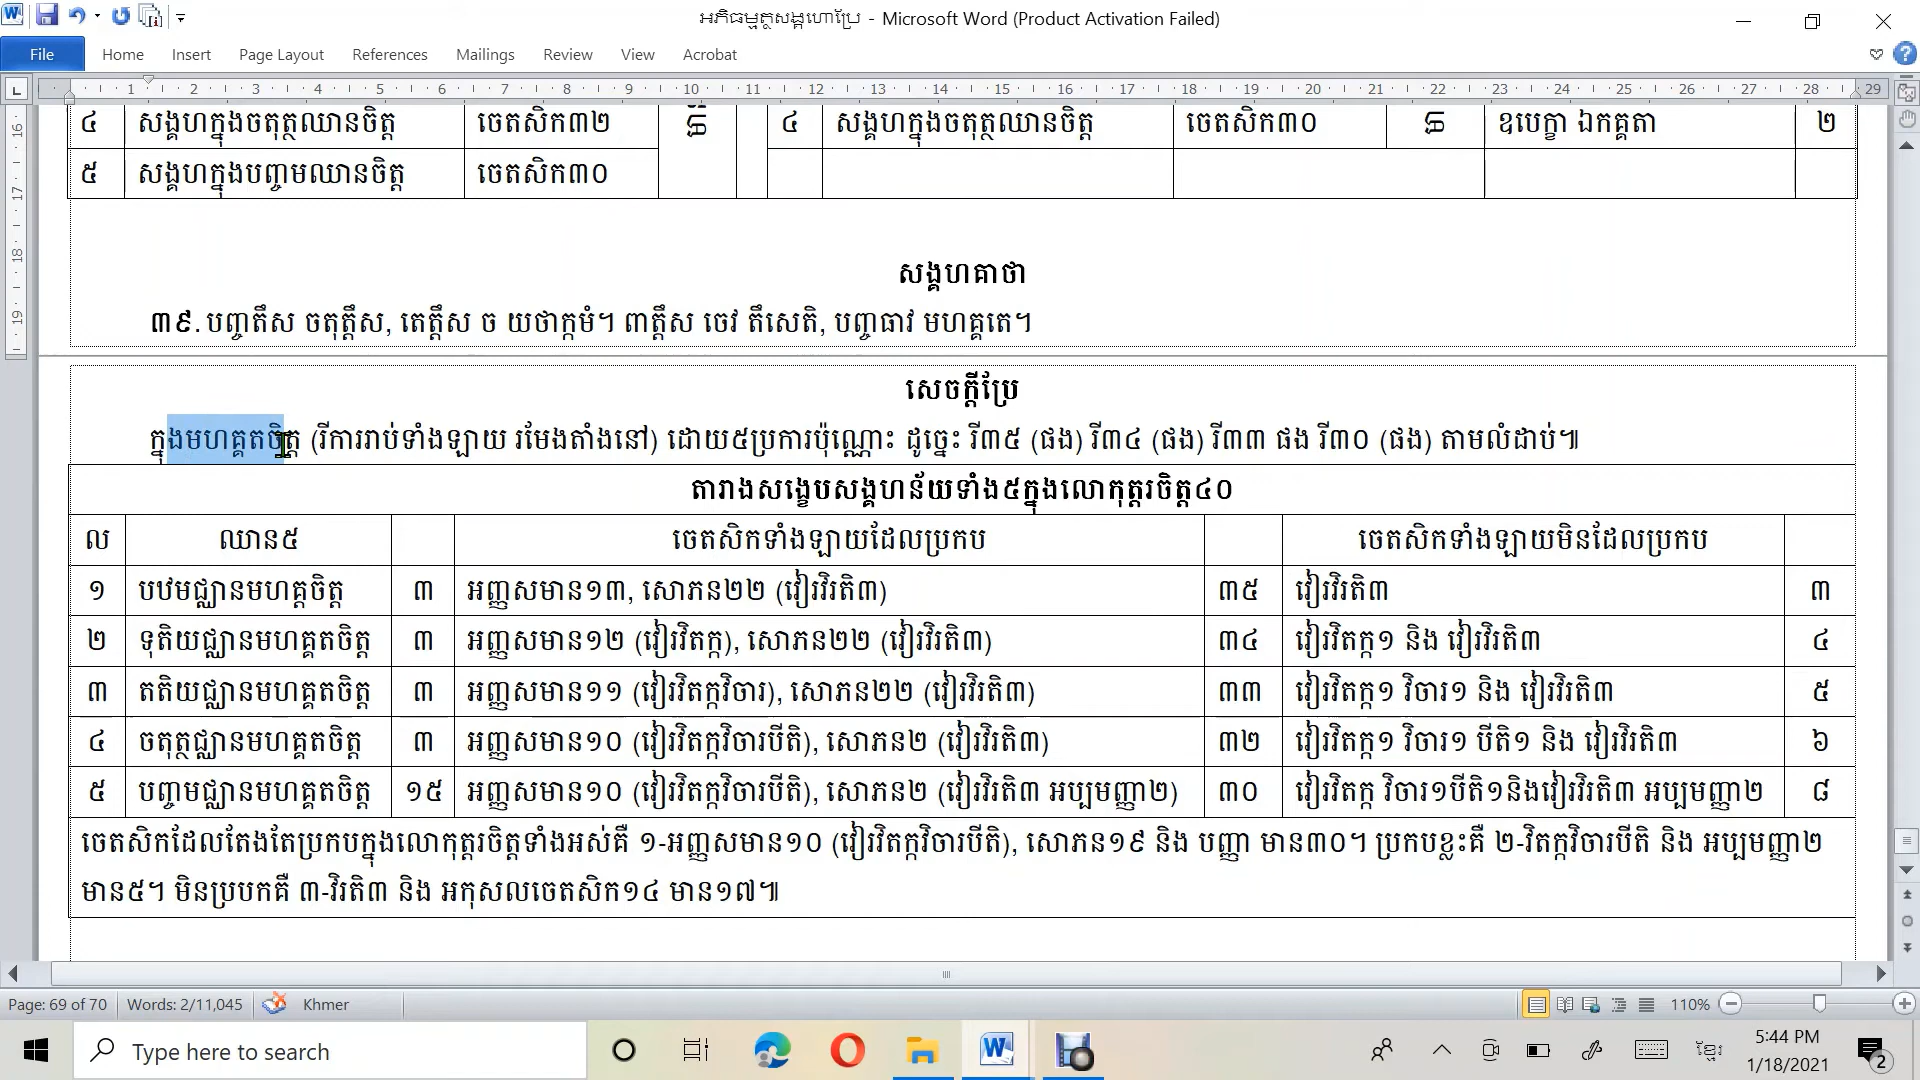 អភិធម្មត្ថសង្គហោប្រែ - Microsoft Word (Product Activation Failed)
File Home Insert Page Layout References Mailings Review View Acrobat
1 2 3 4 5 6 7 8 9 10 11 12 13 14 15 16 17 18 19 20 21 22 23 24 25 26 27 28 29
៤ សង្គហក្នុងចតុត្ថឈានចិត្ត ចេតសិក៣២ ៤ សង្គហក្នុងចតុត្ថឈានចិត្ត ចេតសិក៣០ ឧបេក្ខា ឯកគ្គតា ២
៥ សង្គហក្នុងបញ្ចមឈានចិត្ត ចេតសិក៣០
សង្គហគាថា
៣៩. បញ្ចតឹស ចតុត្តឹស, តេត្តឹស ច យថាក្កមំ។ ពាត្តឹស ចេវ តឹសេតិ, បញ្ចធាវ មហគ្គតេ។
សេចក្ដីប្រែ
ក្នុងមហគ្គតចិត្ត (រីការរាប់ទាំងឡាយ រមែងតាំងនៅ) ដោយ៥ប្រការប៉ុណ្ណោះ ដូច្នេះ រី៣៥ (ផង) រី៣៤ (ផង) រី៣៣ ផង រី៣០ (ផង) តាមលំដាប់៕
តារាងសង្ខេបសង្គហន័យទាំង៥ក្នុងលោកុត្តរចិត្ត៤០
ល ឈាន៥ ចេតសិកទាំងឡាយដែលប្រកប ចេតសិកទាំងឡាយមិនដែលប្រកប
១ បឋមជ្ឈានមហគ្តចិត្ត ៣ អញ្ញសមាន១៣, សោភន២២ (វៀរវិរតិ៣) ៣៥ វៀរវិរតិ៣ ៣
២ ទុតិយជ្ឈានមហគ្គតចិត្ត ៣ អញ្ញសមាន១២ (វៀរវិតក្ក), សោភន២២ (វៀរវិរតិ៣) ៣៤ វៀរវិតក្ក១ និង វៀរវិរតិ៣ ៤
៣ តតិយជ្ឈានមហគ្គតចិត្ត ៣ អញ្ញសមាន១១ (វៀរវិតក្កវិចារ), សោភន២២ (វៀរវិរតិ៣) ៣៣ វៀរវិតក្ក១ វិចារ១ និង វៀរវិរតិ៣ ៥
៤ ចតុត្ថជ្ឈានមហគ្គតចិត្ត ៣ អញ្ញសមាន១០ (វៀរវិតក្កវិចារបីតិ), សោភន២ (វៀរវិរតិ៣) ៣២ វៀរវិតក្ក១ វិចារ១ បីតិ១ និង វៀរវិរតិ៣ ៦
៥ បញ្ចមជ្ឈានមហគ្គតចិត្ត ១៥ អញ្ញសមាន១០ (វៀរវិតក្កវិចារបីតិ), សោភន២ (វៀរវិរតិ៣ អប្បមញ្ញា២) ៣០ វៀរវិតក្ក វិចារ១បីតិ១និងវៀរវិរតិ៣ អប្បមញ្ញា២ ៨
ចេតសិកដែលតែងតែប្រកបក្នុងលោកុត្តរចិត្តទាំងអស់គឺ ១-អញ្ញសមាន១០ (វៀរវិតក្កវិចារបីតិ), សោភន១៩ និង បញ្ញា មាន៣០។ ប្រកបខ្លះគឺ ២-វិតក្កវិចារបីតិ និង អប្បមញ្ញា២
មាន៥។ មិនប្របកគឺ ៣-វិរតិ៣ និង អកុសលចេតសិក១៤ មាន១៧៕
Page: 69 of 70 Words: 2/11,045 Khmer 110%
Type here to search ខ្មែរ 5:44 PM
1/18/2021 2